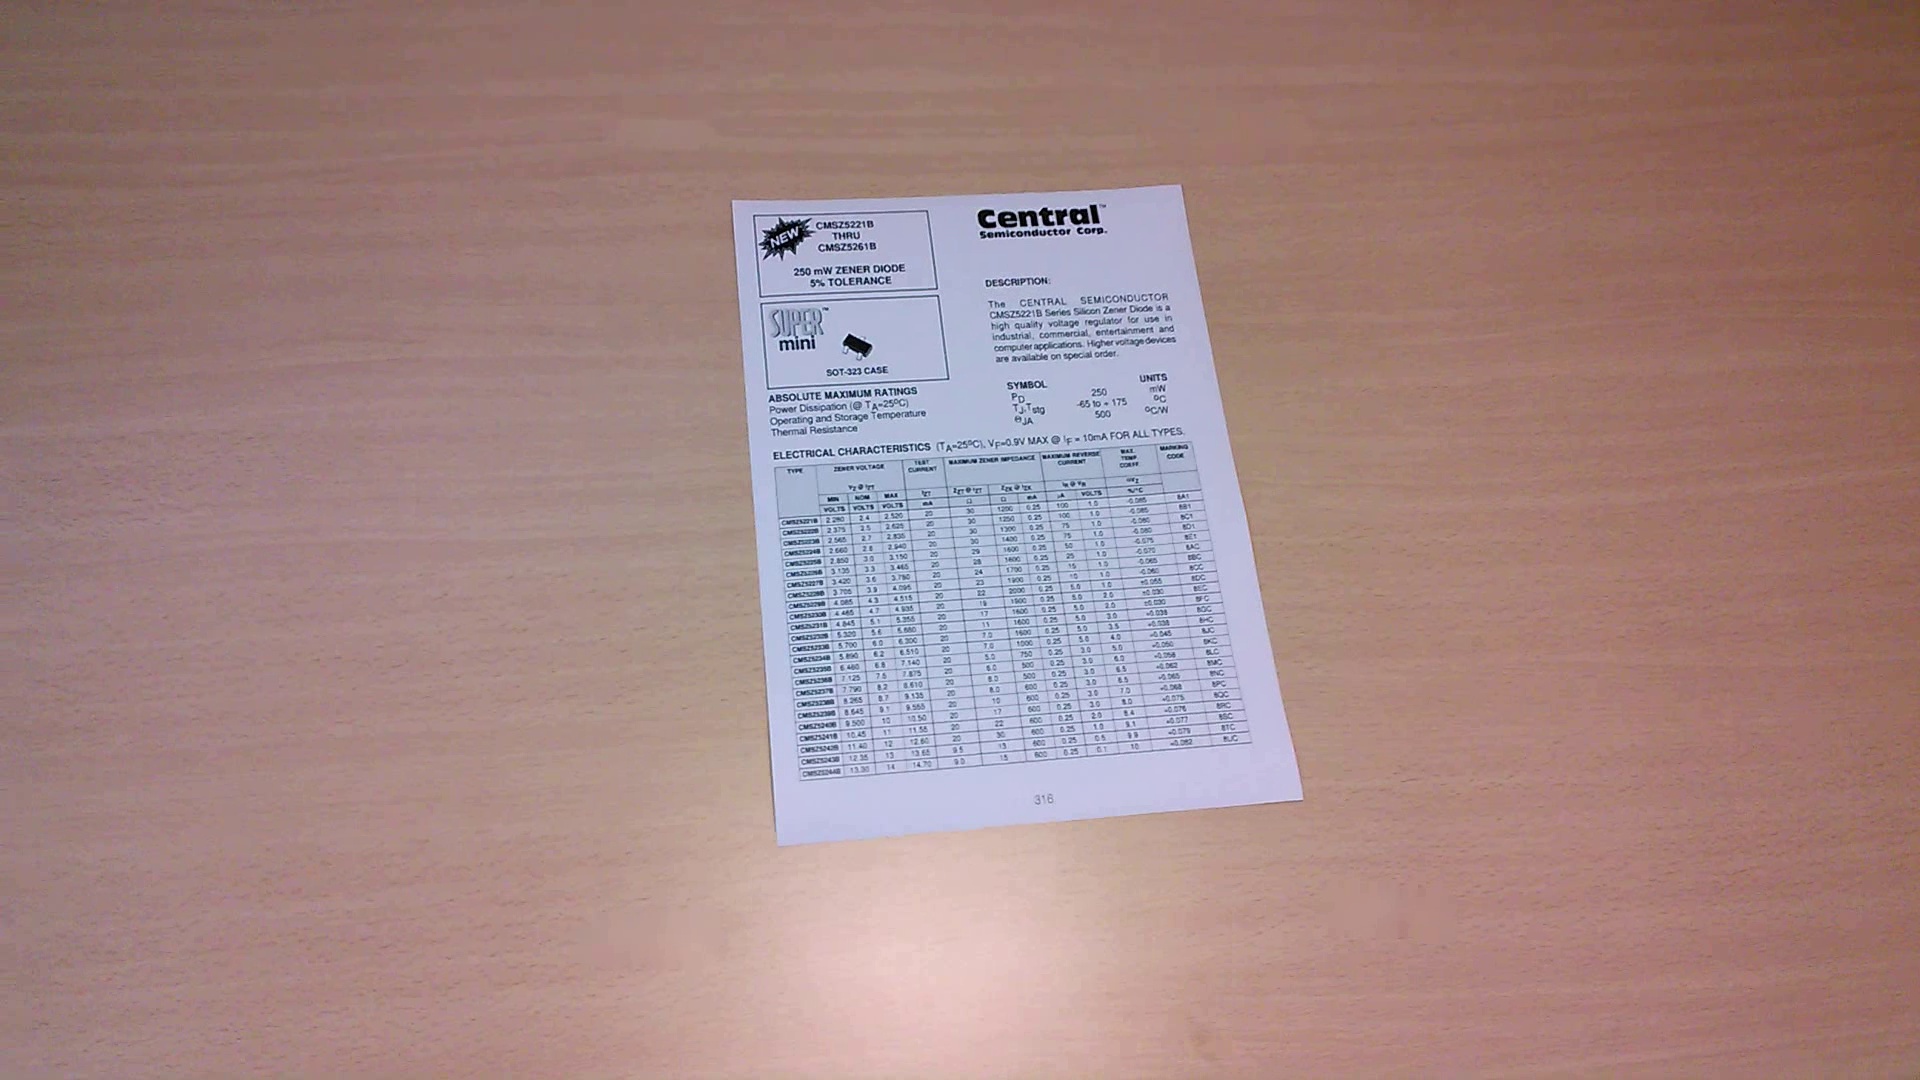 NEW
CMSZ5221B
THRU
CMSZ5261B
250 mW ZENER DIODE
5% TOLERANCE
Central™
Semiconductor Corp.
SUPER™
mini
SOT-323 CASE
DESCRIPTION:
The CENTRAL SEMICONDUCTOR
CMSZ5221B Series Silicon Zener Diode is a
high quality voltage regulator for use in
industrial, commercial, entertainment and
computer applications. Higher voltage devices
are available on special order.
ABSOLUTE MAXIMUM RATINGS SYMBOL UNITS
Power Dissipation (@ TA=25ºC) PD 250 mW
Operating and Storage Temperature TJ,Tstg -65 to + 175 ºC
Thermal Resistance ΘJA 500 ºC/W
ELECTRICAL CHARACTERISTICS (TA=25ºC), VF=0.9V MAX @ IF = 10mA FOR ALL TYPES.
TYPE ZENER VOLTAGE TEST CURRENT MAXIMUM ZENER IMPEDANCE MAXIMUM REVERSE CURRENT MAX. TEMP COEFF. MARKING CODE
VZ @ IZT IZT ZZT @ IZT ZZK @ IZK IR @ VR
MIN NOM MAX
VOLTS VOLTS VOLTS mA Ω Ω mA µA VOLTS %/°C
CMSZ5221B 2.280 2.4 2.520 20 30 1200 0.25 100 1.0 -0.085 8A1
CMSZ5222B 2.375 2.5 2.625 20 30 1250 0.25 100 1.0 -0.085 8B1
CMSZ5223B 2.565 2.7 2.835 20 30 1300 0.25 75 1.0 -0.080 8C1
CMSZ5224B 2.660 2.8 2.940 20 30 1400 0.25 75 1.0 -0.080 8D1
CMSZ5225B 2.850 3.0 3.150 20 29 1600 0.25 50 1.0 -0.075 8E1
CMSZ5226B 3.135 3.3 3.465 20 28 1600 0.25 25 1.0 -0.070 8AC
CMSZ5227B 3.420 3.6 3.780 20 24 1700 0.25 15 1.0 -0.065 8BC
CMSZ5228B 3.705 3.9 4.095 20 23 1900 0.25 10 1.0 -0.060 8CC
CMSZ5229B 4.085 4.3 4.515 20 22 2000 0.25 5.0 1.0 ±0.055 8DC
CMSZ5230B 4.465 4.7 4.935 20 19 1900 0.25 5.0 2.0 ±0.030 8EC
CMSZ5231B 4.845 5.1 5.355 20 17 1600 0.25 5.0 2.0 ±0.030 8FC
CMSZ5232B 5.320 5.6 5.880 20 11 1600 0.25 5.0 3.0 +0.038 8GC
CMSZ5233B 5.700 6.0 6.300 20 7.0 1600 0.25 5.0 3.5 +0.038 8HC
CMSZ5234B 5.890 6.2 6.510 20 7.0 1000 0.25 5.0 4.0 +0.045 8JC
CMSZ5235B 6.460 6.8 7.140 20 5.0 750 0.25 3.0 5.0 +0.050 8KC
CMSZ5236B 7.125 7.5 7.875 20 6.0 500 0.25 3.0 6.0 +0.058 8LC
CMSZ5237B 7.790 8.2 8.610 20 8.0 500 0.25 3.0 6.5 +0.062 8MC
CMSZ5238B 8.265 8.7 9.135 20 8.0 600 0.25 3.0 6.5 +0.065 8NC
CMSZ5239B 8.645 9.1 9.555 20 10 600 0.25 3.0 7.0 +0.068 8PC
CMSZ5240B 9.500 10 10.50 20 17 600 0.25 3.0 8.0 +0.075 8QC
CMSZ5241B 10.45 11 11.55 20 22 600 0.25 2.0 8.4 +0.076 8RC
CMSZ5242B 11.40 12 12.60 20 30 600 0.25 1.0 9.1 +0.077 8SC
CMSZ5243B 12.35 13 13.65 9.5 13 600 0.25 0.5 9.9 +0.079 8TC
CMSZ5244B 13.30 14 14.70 9.0 15 600 0.25 0.1 10 +0.082 8UC
316